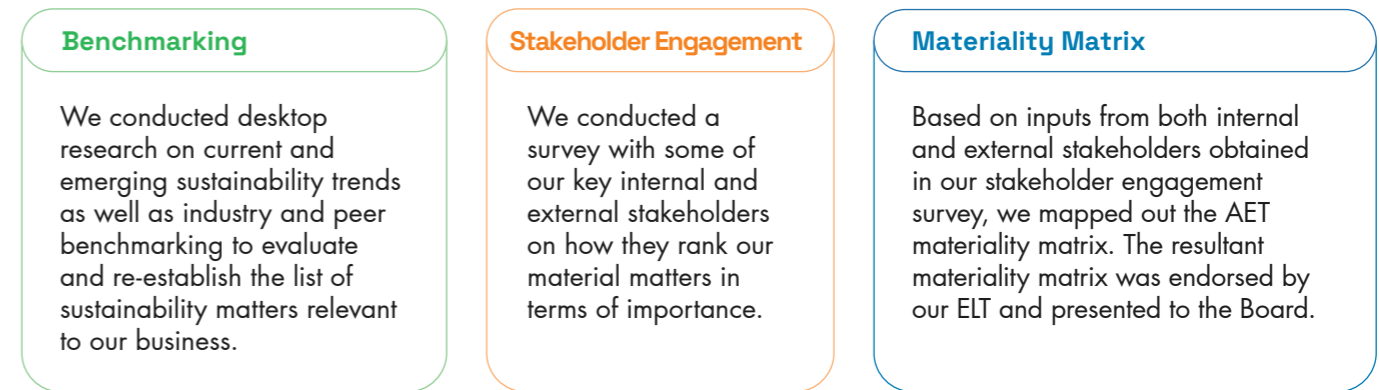 Benchmarking
We conducted desktop
research on current and
emerging sustainability trends
as well as industry and peer
benchmarking to evaluate
and re-establish the list of
sustainability matters relevant
to our business.
Stakeholder Engagement
We conducted a
survey with some of
our key internal and
external stakeholders
on how they rank our
material matters in
terms of importance.
Materiality Matrix
Based on inputs from both internal
and external stakeholders obtained
in our stakeholder engagement
survey, we mapped out the AET
materiality matrix. The resultant
materiality matrix was endorsed by
our ELT and presented to the Board.